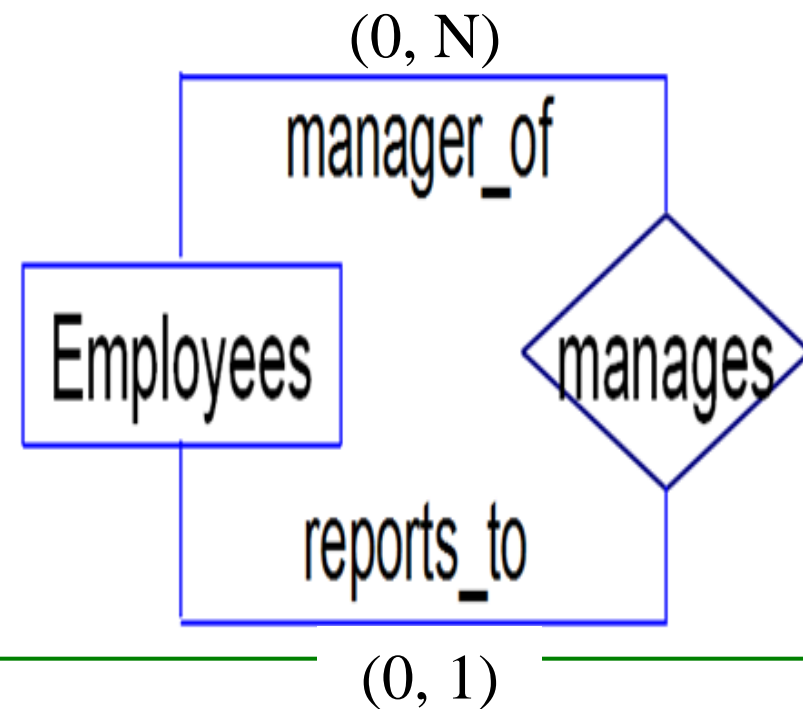 (0, N)
manager_of
Employees
manages
reports_to
(0, 1)